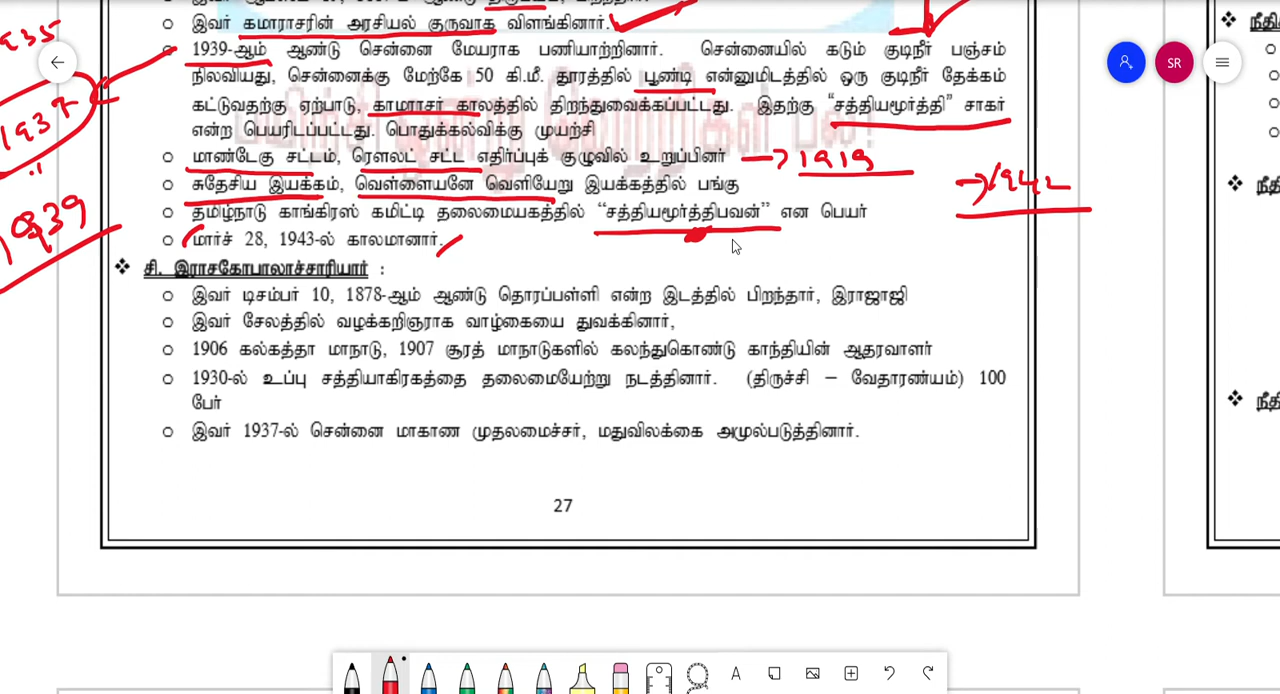 இவர் கமாராசரின் அரசியல் குருவாக விளங்கினார்.
1939-ஆம் ஆண்டு சென்னை மேயராக பணியாற்றினார். சென்னையில் கடும் குடிநீர் பஞ்சம்
நிலவியது, சென்னைக்கு மேற்கே 50 கி.மீ. தூரத்தில் பூண்டி என்னுமிடத்தில் ஒரு குடிநீர் தேக்கம்
கட்டுவதற்கு ஏற்பாடு, காமராசர் காலத்தில் திறந்துவைக்கப்பட்டது. இதற்கு “சத்தியமூர்த்தி” சாகர்
என்ற பெயரிடப்பட்டது. பொதுக்கல்விக்கு முயற்சி
மாண்டேகு சட்டம், ரௌலட் சட்ட எதிர்புக் குழுவில் உறுப்பினர் → 1919
சுதேசிய இயக்கம், வெள்ளையனே வெளியேறு இயக்கத்தில் பங்கு → 1942
தமிழ்நாடு காங்கிரஸ் கமிட்டி தலைமையகத்தில் “சத்தியமூர்த்திபவன்” என பெயர்
மார்ச் 28, 1943-ல் காலமானார்.
❖ சி. இராசகோபாலாச்சாரியார் :
இவர் டிசம்பர் 10, 1878-ஆம் ஆண்டு தொரப்பள்ளி என்ற இடத்தில் பிறந்தார், இராஜாஜி
இவர் சேலத்தில் வழக்கறிஞராக வாழ்கையை துவக்கினார்,
1906 கல்கத்தா மாநாடு, 1907 சூரத் மாநாடுகளில் கலந்துகொண்டு காந்தியின் ஆதரவாளர்
1930-ல் உப்பு சத்தியாகிரகத்தை தலைமையேற்று நடத்தினார். (திருச்சி – வேதாரண்யம்) 100
பேர்
இவர் 1937-ல் சென்னை மாகாண முதலமைச்சர், மதுவிலக்கை அமுல்படுத்தினார்.
27
1935
1937
1939
SR